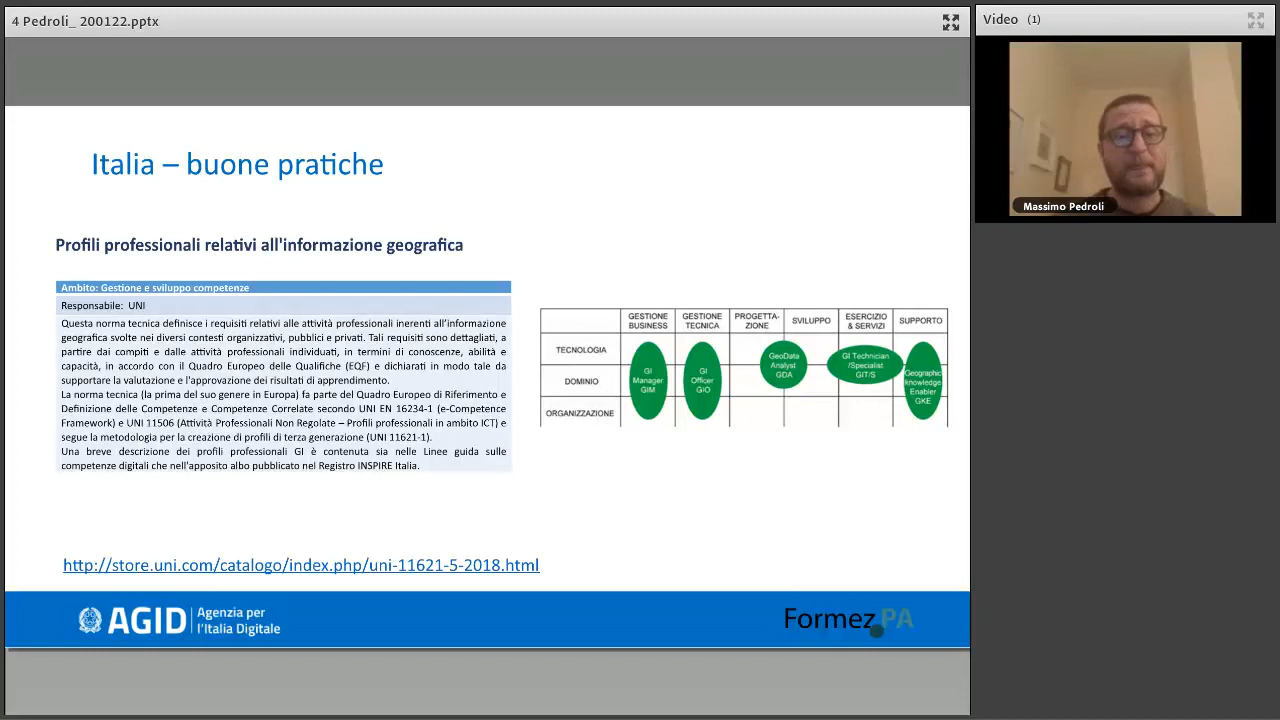 4 Pedroli_ 200122.pptx
Video (1)
Massimo Pedroli
Italia – buone pratiche
Profili professionali relativi all'informazione geografica
Ambito: Gestione e sviluppo competenze
Responsabile: UNI
Questa norma tecnica definisce i requisiti relativi alle attività professionali inerenti all'informazione
geografica svolte nei diversi contesti organizzativi, pubblici e privati. Tali requisiti sono dettagliati, a
partire dai compiti e dalle attività professionali individuati, in termini di conoscenze, abilità e
capacità, in accordo con il Quadro Europeo delle Qualifiche (EQF) e dichiarati in modo tale da
supportare la valutazione e l'approvazione dei risultati di apprendimento.
La norma tecnica (la prima del suo genere in Europa) fa parte del Quadro Europeo di Riferimento e
Definizione delle Competenze e Competenze Correlate secondo UNI EN 16234-1 (e-Competence
Framework) e UNI 11506 (Attività Professionali Non Regolate – Profili professionali in ambito ICT) e
segue la metodologia per la creazione di profili di terza generazione (UNI 11621-1).
Una breve descrizione dei profili professionali GI è contenuta sia nelle Linee guida sulle
competenze digitali che nell'apposito albo pubblicato nel Registro INSPIRE Italia.
GESTIONE
BUSINESS
GESTIONE
TECNICA
PROGETTA-
ZIONE
SVILUPPO
ESERCIZIO
& SERVIZI
SUPPORTO
TECNOLOGIA
DOMINIO
ORGANIZZAZIONE
GI
Manager
GIM
GI
Officer
GIO
GeoData
Analyst
GDA
GI Technician
/Specialist
GIT/S
Geographic
Knowledge
Enabler
GKE
http://store.uni.com/catalogo/index.php/uni-11621-5-2018.html
AGID
Agenzia per
l'Italia Digitale
Formez PA